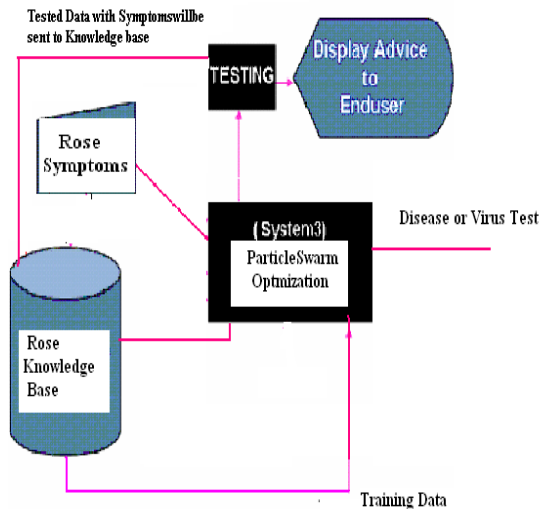 Tested Data with Symptomswillbe
sent to Knowledge base
TESTING
Display Advice
to
Enduser
Rose
Symptoms
(System3)
ParticleSwarm
Optmization
Disease or Virus Test
Rose
Knowledge
Base
Training Data